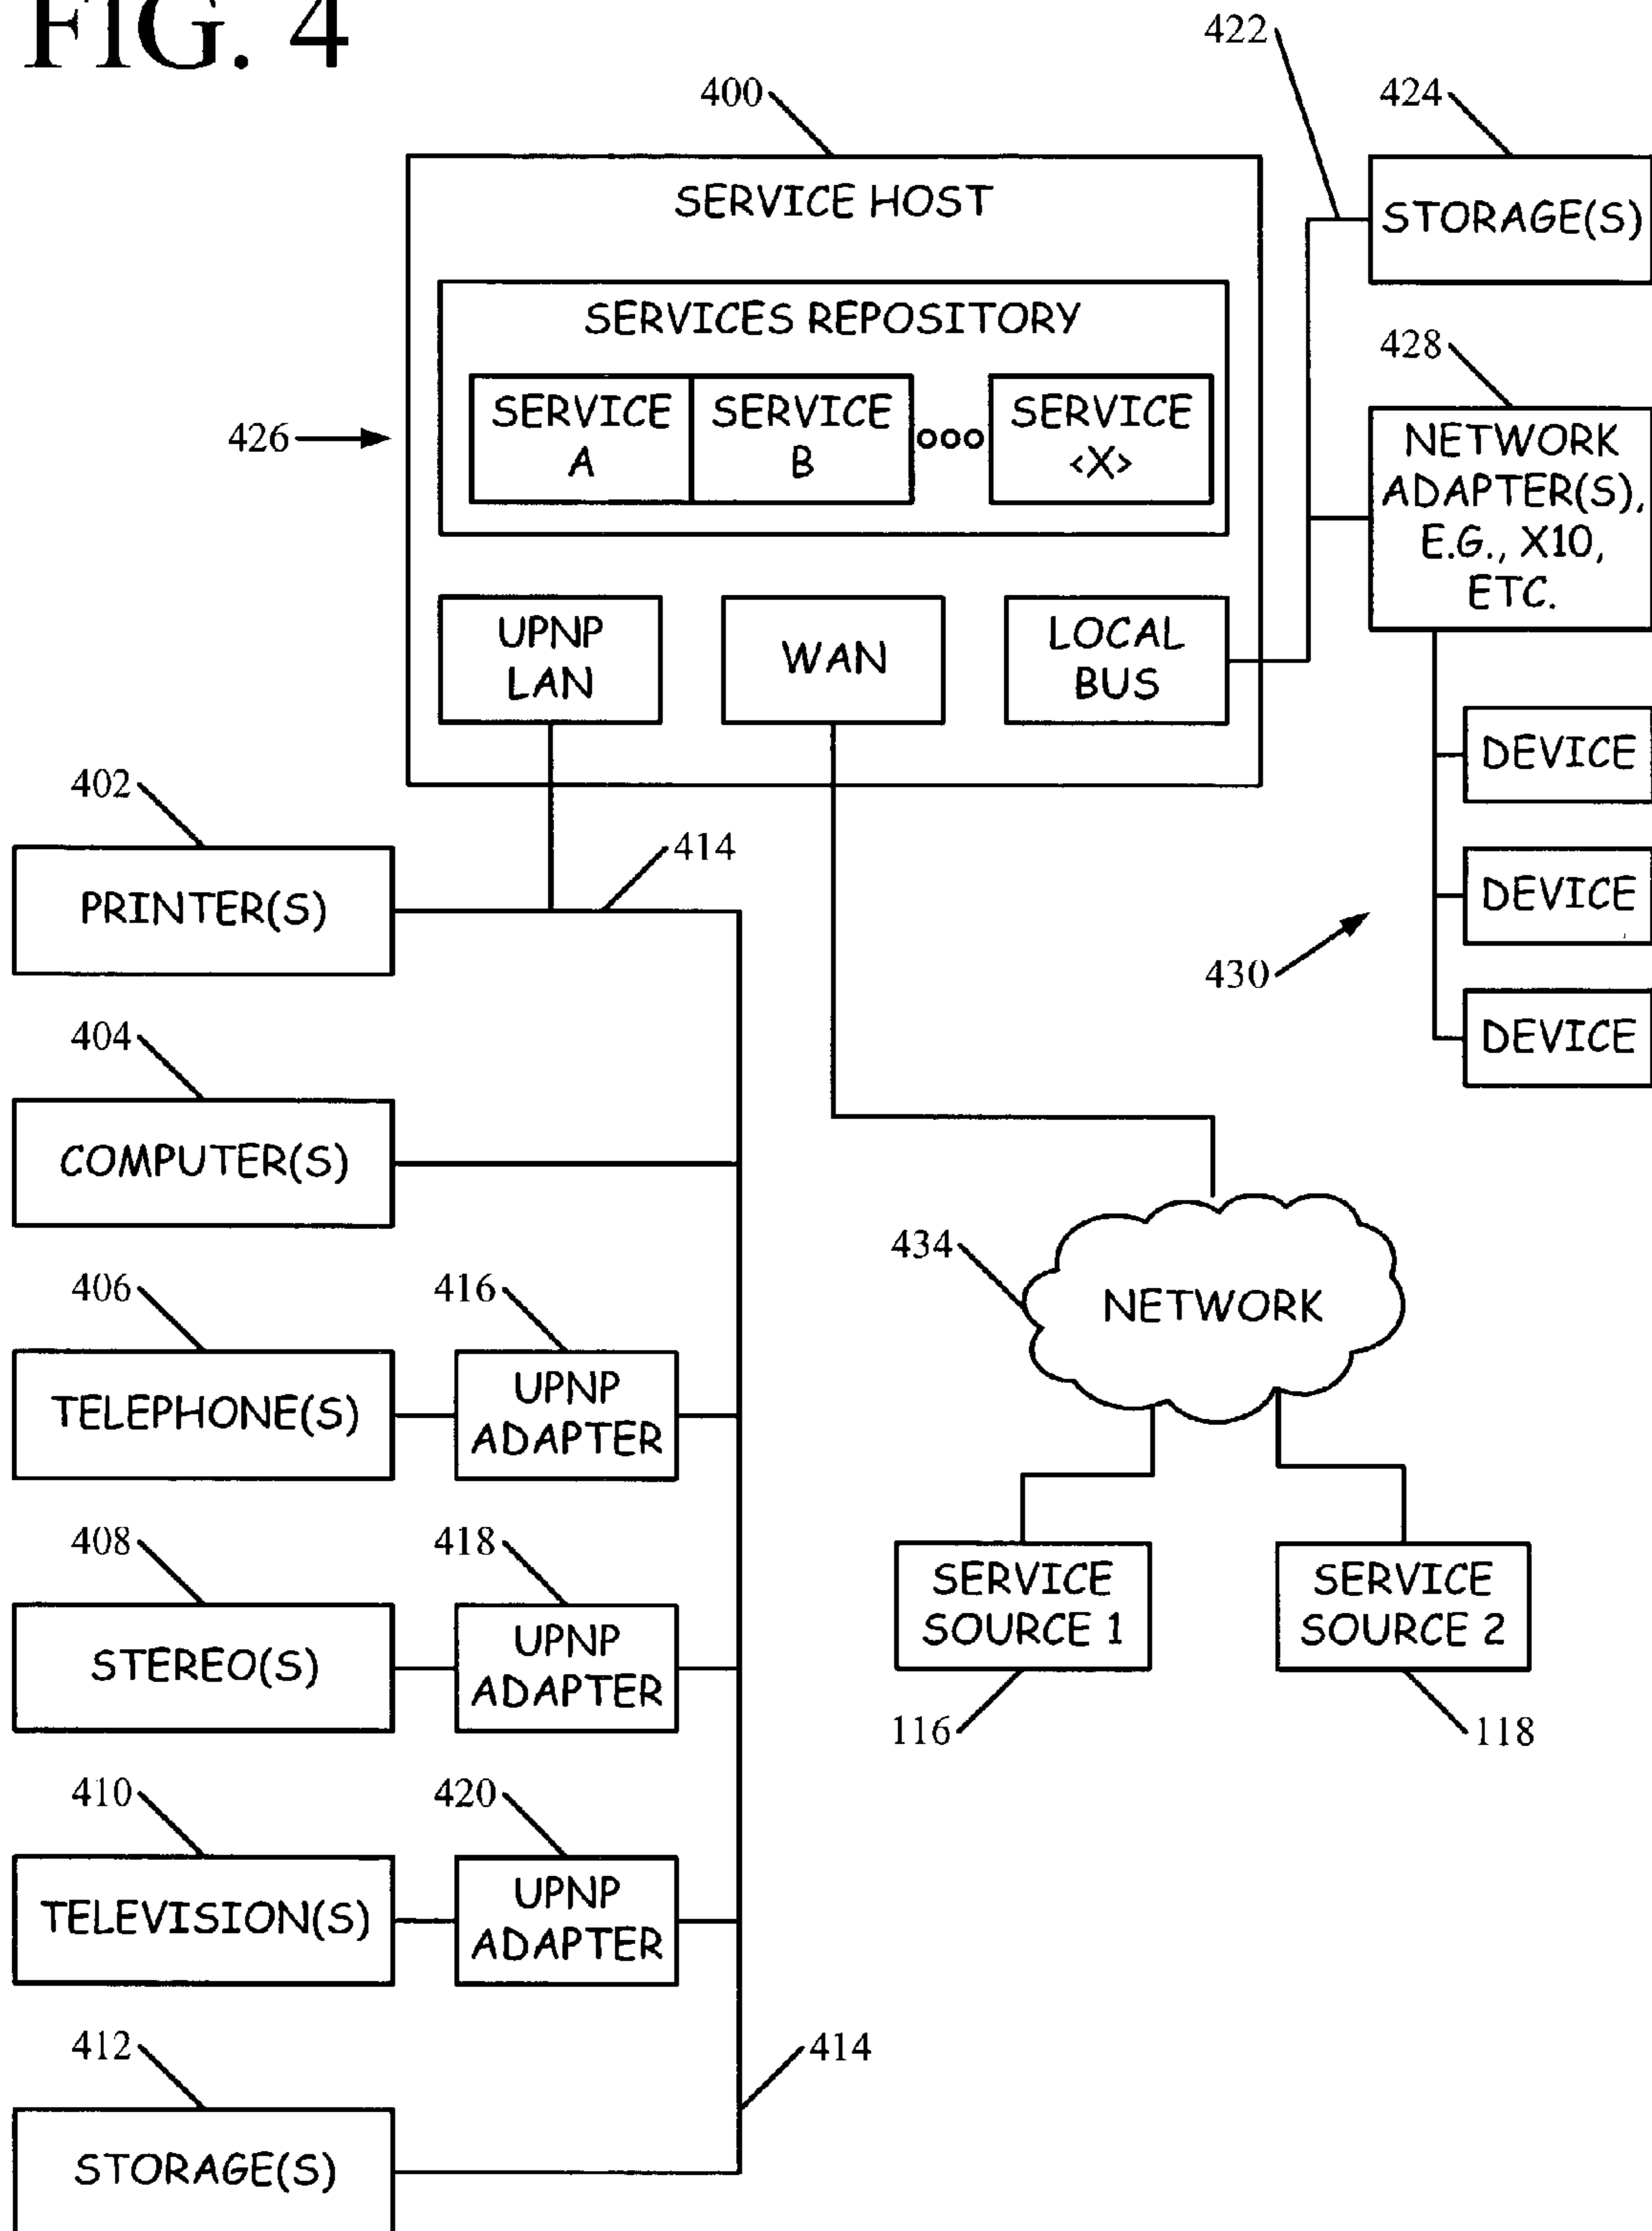 FIG. 4
422
400
424
SERVICE HOST
STORAGE(S)
SERVICES REPOSITORY
428
426
SERVICE
A
SERVICE
B
SERVICE
<X>
NETWORK
ADAPTER(S),
E.G., X10,
ETC.
UPNP
LAN
WAN
LOCAL
BUS
DEVICE
402
414
PRINTER(S)
DEVICE
430
404
DEVICE
COMPUTER(S)
434
NETWORK
406
416
TELEPHONE(S)
UPNP
ADAPTER
408
418
STEREO(S)
UPNP
ADAPTER
SERVICE
SOURCE 1
SERVICE
SOURCE 2
116
118
410
420
TELEVISION(S)
UPNP
ADAPTER
412
414
STORAGE(S)